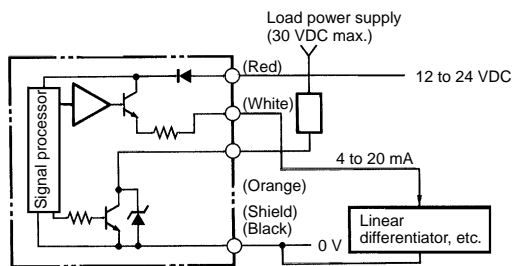 Load power supply
(30 VDC max.)
(Red)
12 to 24 VDC
(White)
Signal processor
4 to 20 mA
(Orange)
(Shield)
(Black)
0 V
Linear
differentiator, etc.